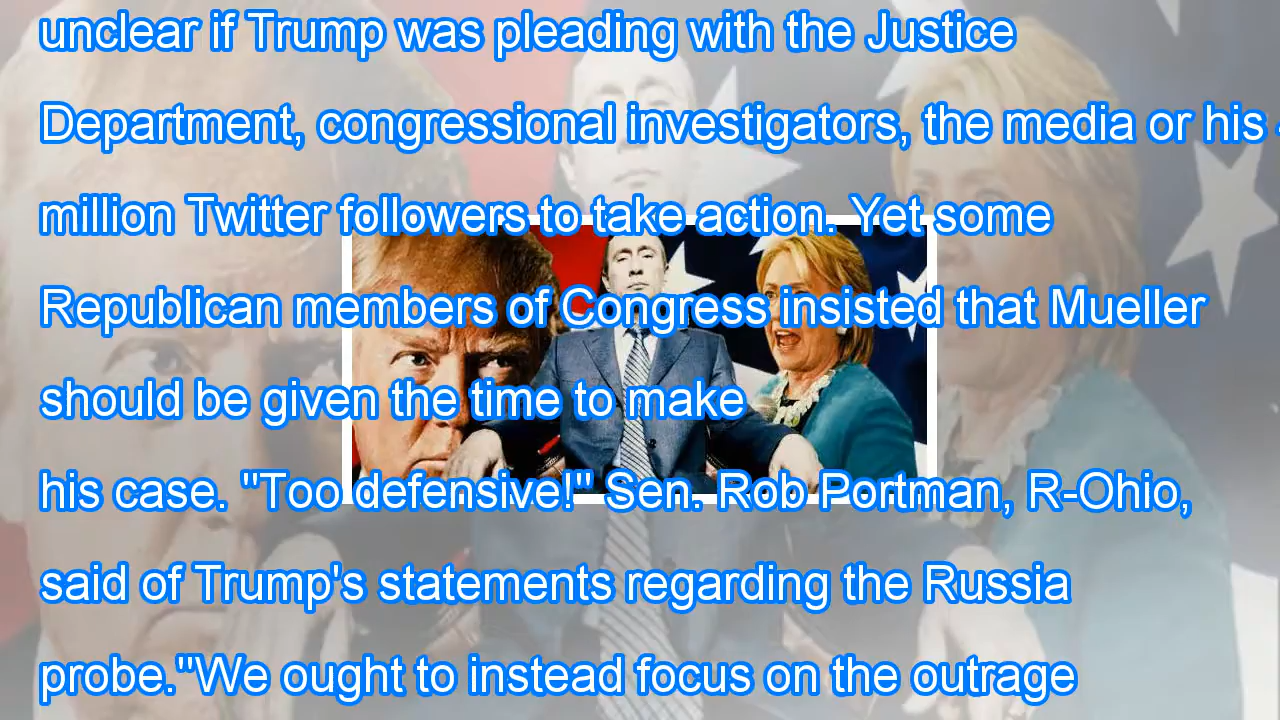 unclear if Trump was pleading with the Justice
Department, congressional investigators, the media or his
million Twitter followers to take action. Yet some
Republican members of Congress insisted that Mueller
should be given the time to make
his case. "Too defensive!" Sen. Rob Portman, R-Ohio,
said of Trump's statements regarding the Russia
probe."We ought to instead focus on the outrage